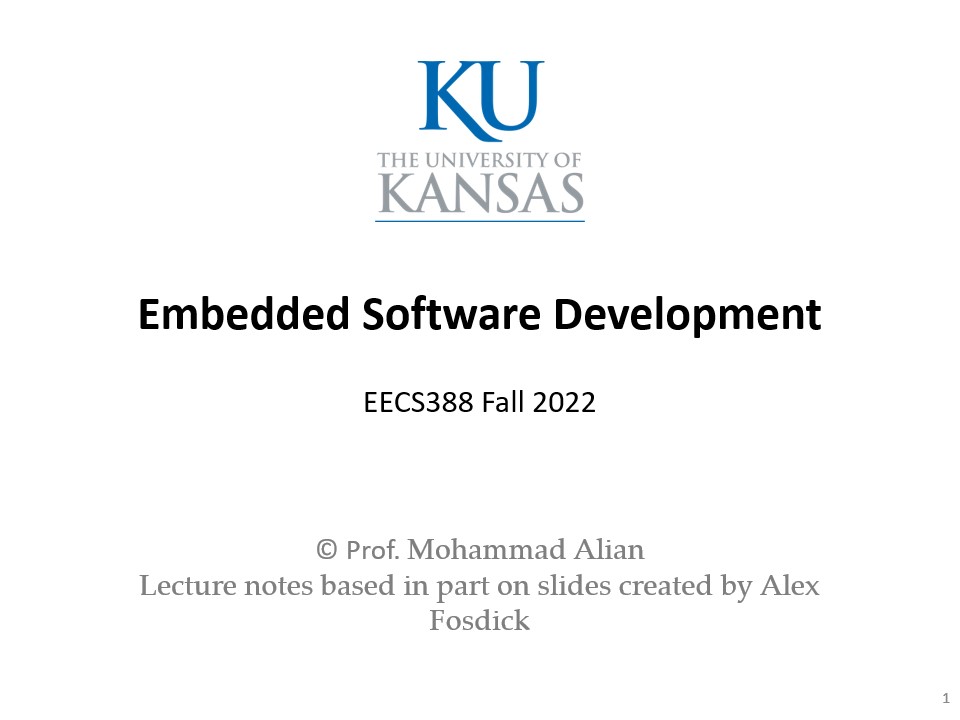 KU
THE UNIVERSITY OF
KANSAS
Embedded Software Development
EECS388 Fall 2022
© Prof. Mohammad Alian
Lecture notes based in part on slides created by Alex
Fosdick
1